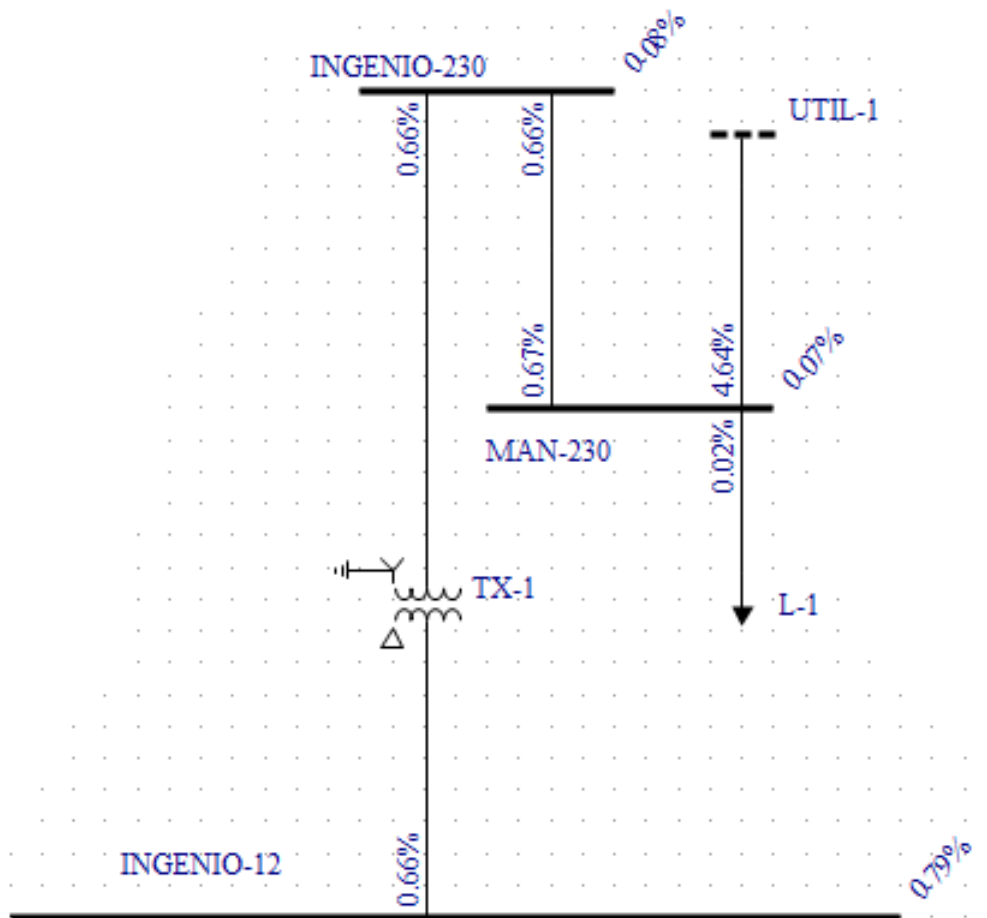 0.08%
INGENIO-230
UTIL-1
0.66%
0.66%
0.67%
4.64%
0.07%
MAN-230
0.02%
TX-1
L-1
INGENIO-12
0.66%
0.79%